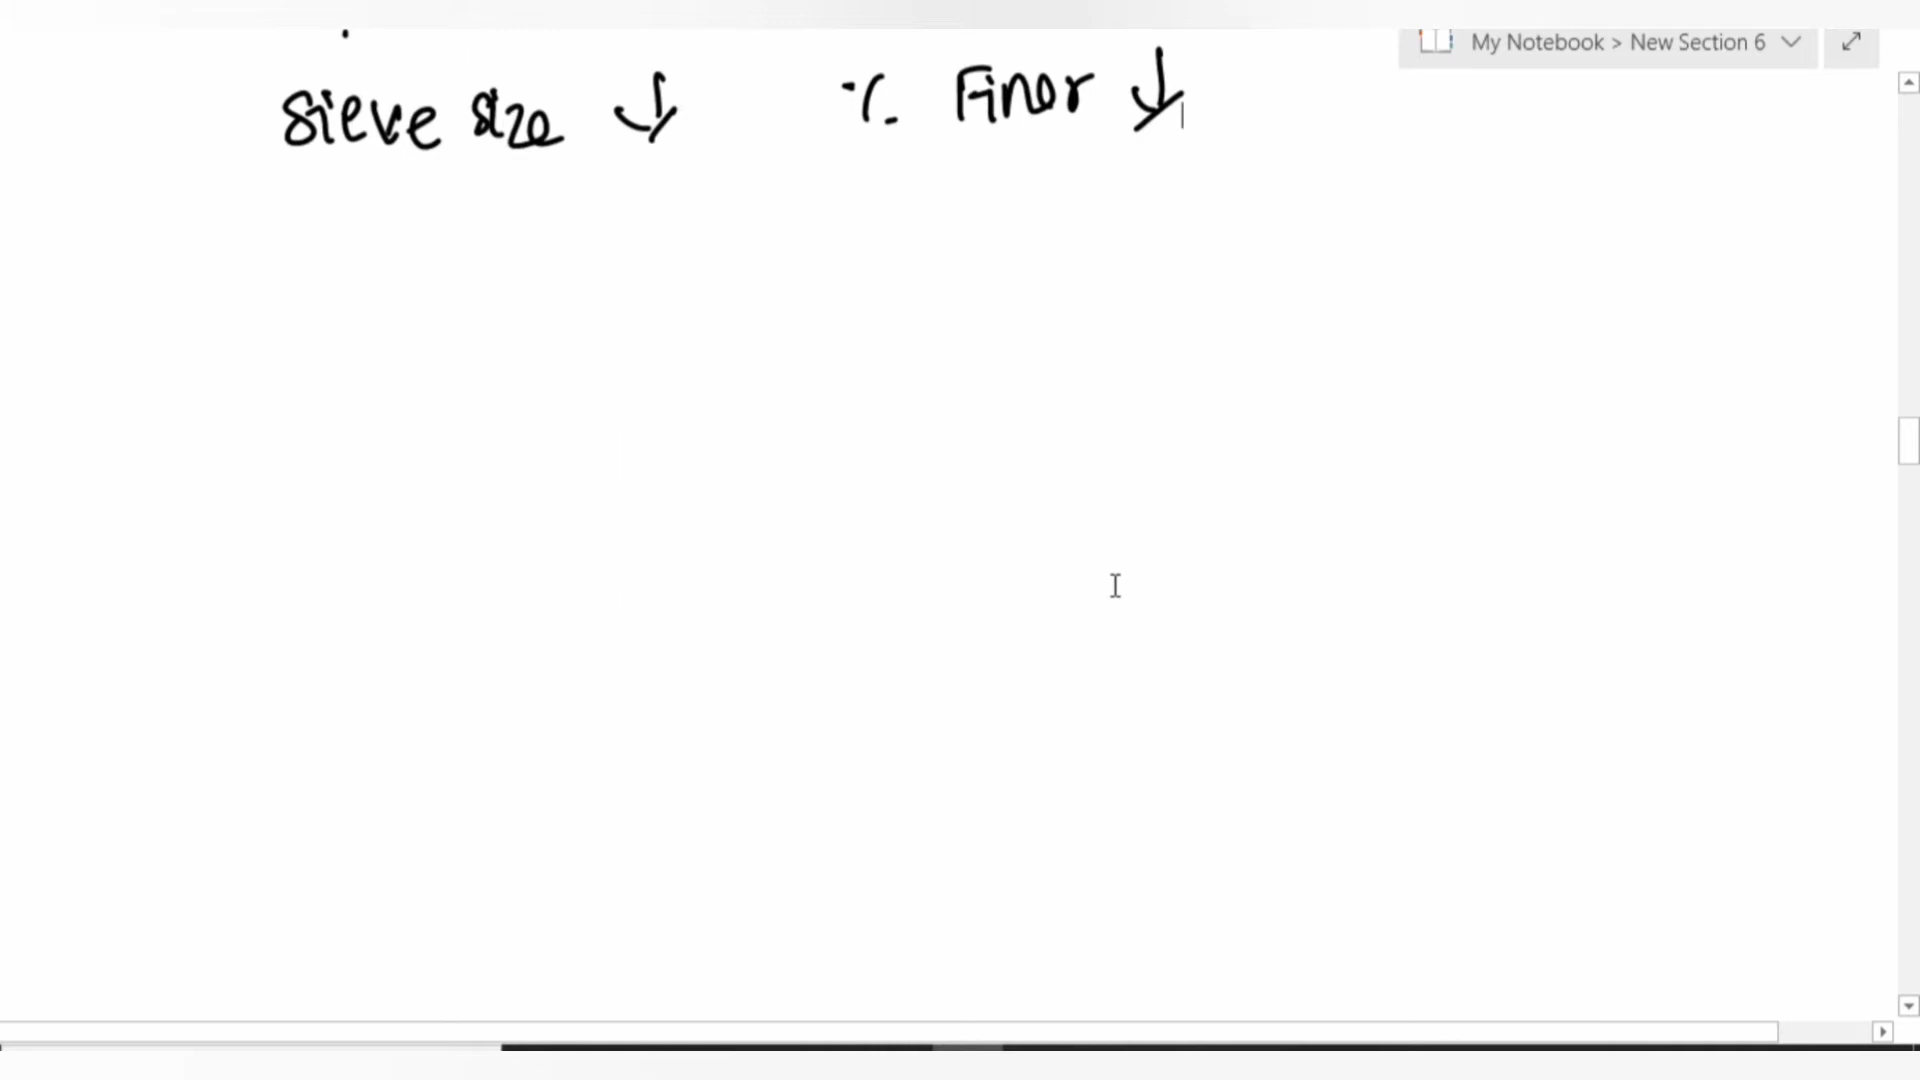 My Notebook > New Section 6
Sieve size ↓ % Finer ↓